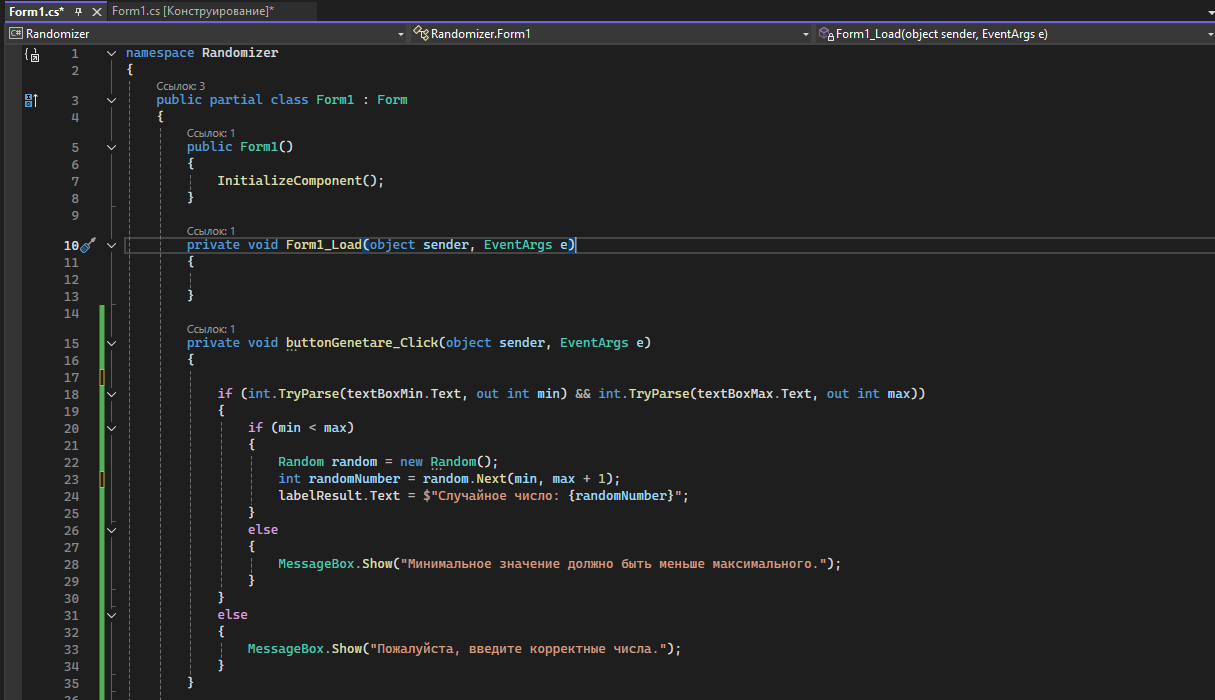 Form1.cs* Form1.cs [Конструирование]*
C# Randomizer Randomizer.Form1 Form1_Load(object sender, EventArgs e)
1 namespace Randomizer
2 {
Ссылок: 3
3 public partial class Form1 : Form
4 {
Ссылок: 1
5 public Form1()
6 {
7 InitializeComponent();
8 }
9
Ссылок: 1
10 private void Form1_Load(object sender, EventArgs e)
11 {
12
13 }
14
Ссылок: 1
15 private void buttonGenetare_Click(object sender, EventArgs e)
16 {
17
18 if (int.TryParse(textBoxMin.Text, out int min) && int.TryParse(textBoxMax.Text, out int max))
19 {
20 if (min < max)
21 {
22 Random random = new Random();
23 int randomNumber = random.Next(min, max + 1);
24 labelResult.Text = $"Случайное число: {randomNumber}";
25 }
26 else
27 {
28 MessageBox.Show("Минимальное значение должно быть меньше максимального.");
29 }
30 }
31 else
32 {
33 MessageBox.Show("Пожалуйста, введите корректные числа.");
34 }
35 }
36